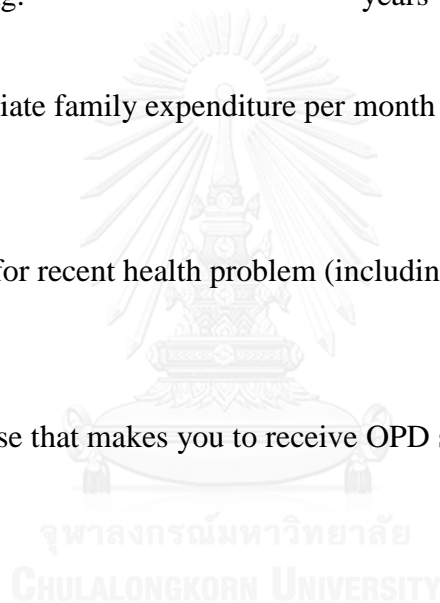 g. years
iate family expenditure per month
for recent health problem (includin
se that makes you to receive OPD s
จุฬาลงกรณ์มหาวิทยาลัย
CHULALONGKORN UNIVERSITY